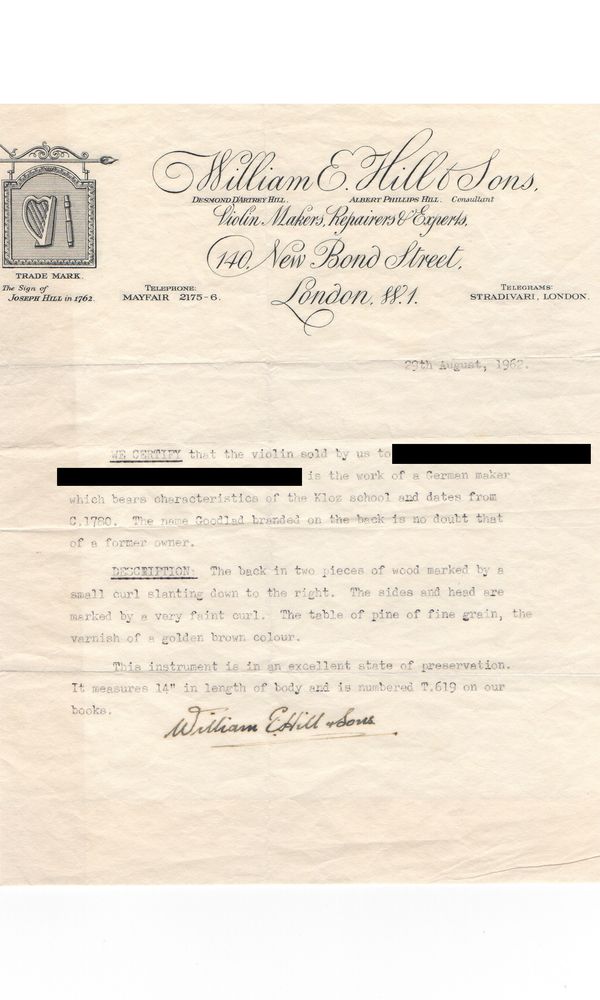 William E. Hill & Sons,
DESMOND D'ARTREY HILL. ALBERT PHILLIPS HILL. Consultant
Violin Makers, Repairers & Experts,
140, New Bond Street,
London, W.1.
TRADE MARK.
The Sign of
JOSEPH HILL in 1762.
TELEPHONE:
MAYFAIR 2175-6.
TELEGRAMS:
STRADIVARI, LONDON.
29th August, 1962.
WE CERTIFY that the violin sold by us to
is the work of a German maker
which bears characteristics of the Kloz school and dates from
C.1780. The name Goodlad branded on the back is no doubt that
of a former owner.
DESCRIPTION: The back in two pieces of wood marked by a
small curl slanting down to the right. The sides and head are
marked by a very faint curl. The table of pine of fine grain, the
varnish of a golden brown colour.
This instrument is in an excellent state of preservation.
It measures 14" in length of body and is numbered T.619 on our
books.
William E Hill & Sons